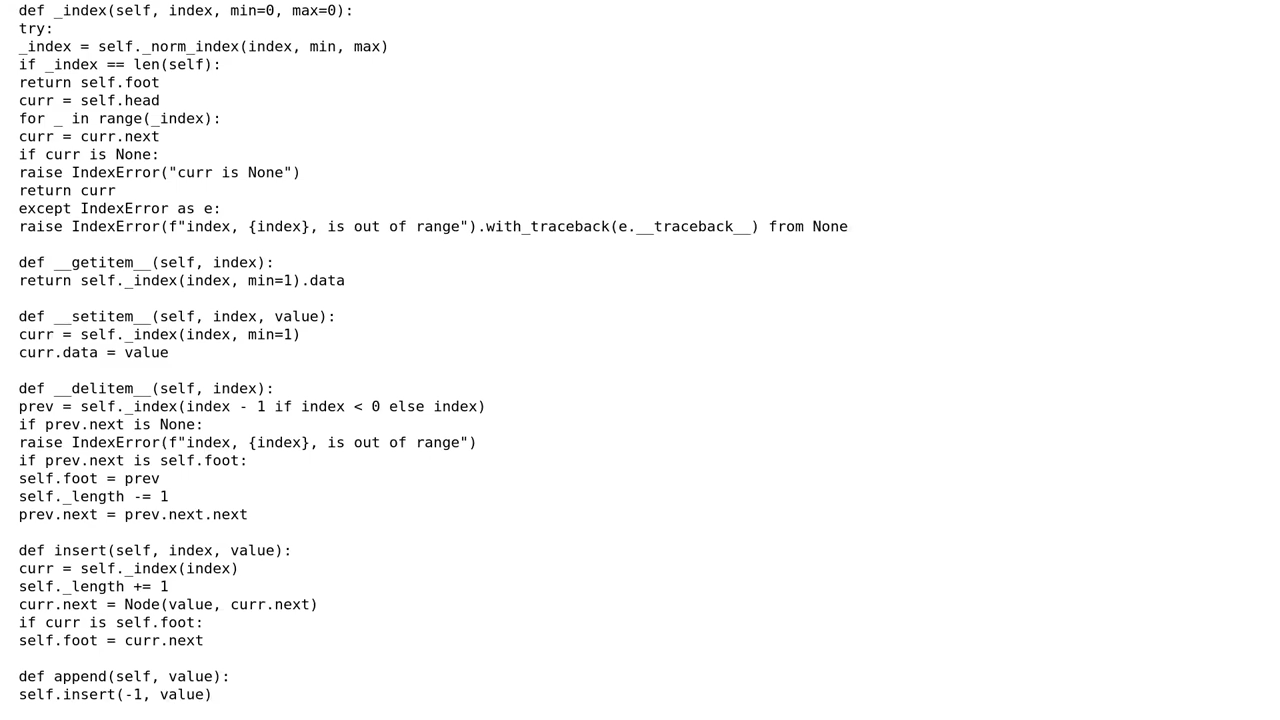 def _index(self, index, min=0, max=0):
try:
_index = self._norm_index(index, min, max)
if _index == len(self):
return self.foot
curr = self.head
for _ in range(_index):
curr = curr.next
if curr is None:
raise IndexError("curr is None")
return curr
except IndexError as e:
raise IndexError(f"index, {index}, is out of range").with_traceback(e.__traceback__) from None

def __getitem__(self, index):
return self._index(index, min=1).data

def __setitem__(self, index, value):
curr = self._index(index, min=1)
curr.data = value

def __delitem__(self, index):
prev = self._index(index - 1 if index < 0 else index)
if prev.next is None:
raise IndexError(f"index, {index}, is out of range")
if prev.next is self.foot:
self.foot = prev
self._length -= 1
prev.next = prev.next.next

def insert(self, index, value):
curr = self._index(index)
self._length += 1
curr.next = Node(value, curr.next)
if curr is self.foot:
self.foot = curr.next

def append(self, value):
self.insert(-1, value)